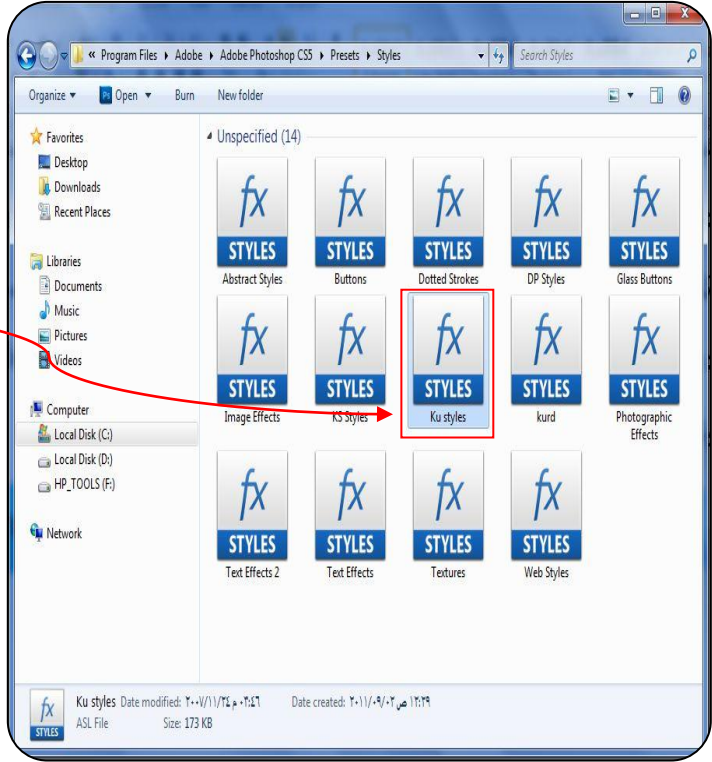 « Program Files ▸ Adobe ▸ Adobe Photoshop CS5 ▸ Presets ▸ Styles
Search Styles
Organize ▾ Open ▾ Burn New folder
Favorites
Desktop
Downloads
Recent Places
Libraries
Documents
Music
Pictures
Videos
Computer
Local Disk (C:)
Local Disk (D:)
HP_TOOLS (F:)
Network
Unspecified (14)
fx fx fx fx fx
STYLES STYLES STYLES STYLES STYLES
Abstract Styles Buttons Dotted Strokes DP Styles Glass Buttons
fx fx fx fx fx
STYLES STYLES STYLES STYLES STYLES
Image Effects KS Styles Ku styles kurd Photographic
Effects
fx fx fx fx
STYLES STYLES STYLES STYLES
Text Effects 2 Text Effects Textures Web Styles
fx
STYLES
Ku styles Date modified: ٢٠٠٧/١١/٢٤ م ٠٣:٤٦ Date created: ٢٠١١/٠٩/٠٢ ص ١٢:٢٩
ASL File Size: 173 KB